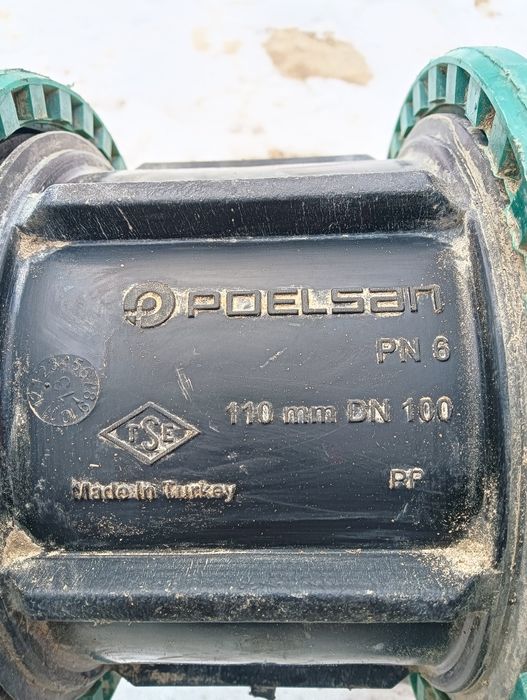 POELSan
PN 6
110 mm DN 100
TSE
Made In Turkey
PP